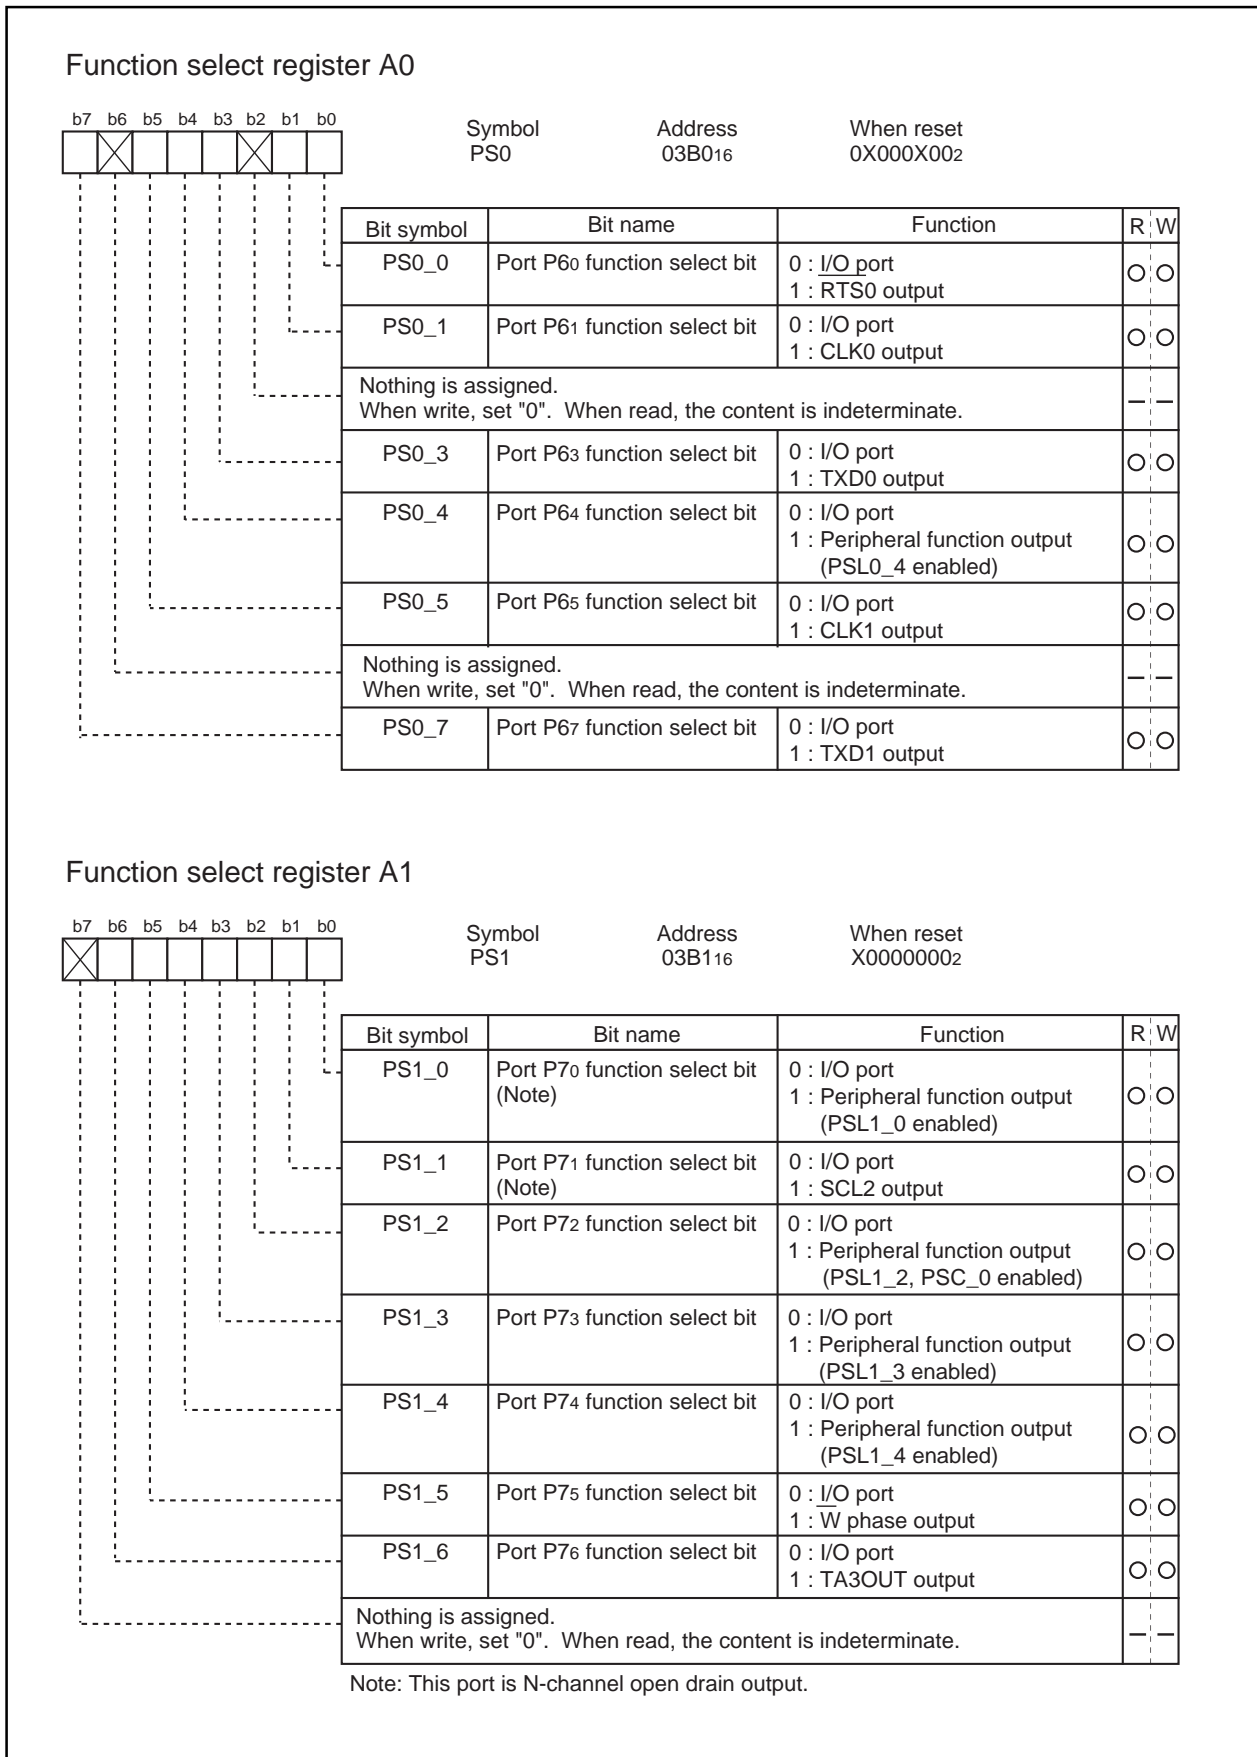 Function select register A0
b7 b6 b5 b4 b3 b2 b1 b0
Symbol Address When reset
PS0 03B016 0X000X002
Bit symbol Bit name Function R W
PS0_0 Port P60 function select bit 0 : I/O port
1 : RTS0 output
PS0_1 Port P61 function select bit 0 : I/O port
1 : CLK0 output
Nothing is assigned.
When write, set "0". When read, the content is indeterminate.
PS0_3 Port P63 function select bit 0 : I/O port
1 : TXD0 output
PS0_4 Port P64 function select bit 0 : I/O port
1 : Peripheral function output
(PSL0_4 enabled)
PS0_5 Port P65 function select bit 0 : I/O port
1 : CLK1 output
Nothing is assigned.
When write, set "0". When read, the content is indeterminate.
PS0_7 Port P67 function select bit 0 : I/O port
1 : TXD1 output
Function select register A1
b7 b6 b5 b4 b3 b2 b1 b0
Symbol Address When reset
PS1 03B116 X00000002
Bit symbol Bit name Function R W
PS1_0 Port P70 function select bit 0 : I/O port
(Note) 1 : Peripheral function output
(PSL1_0 enabled)
PS1_1 Port P71 function select bit 0 : I/O port
(Note) 1 : SCL2 output
PS1_2 Port P72 function select bit 0 : I/O port
1 : Peripheral function output
(PSL1_2, PSC_0 enabled)
PS1_3 Port P73 function select bit 0 : I/O port
1 : Peripheral function output
(PSL1_3 enabled)
PS1_4 Port P74 function select bit 0 : I/O port
1 : Peripheral function output
(PSL1_4 enabled)
PS1_5 Port P75 function select bit 0 : I/O port
1 : W̅ phase output
PS1_6 Port P76 function select bit 0 : I/O port
1 : TA3OUT output
Nothing is assigned.
When write, set "0". When read, the content is indeterminate.
Note: This port is N-channel open drain output.